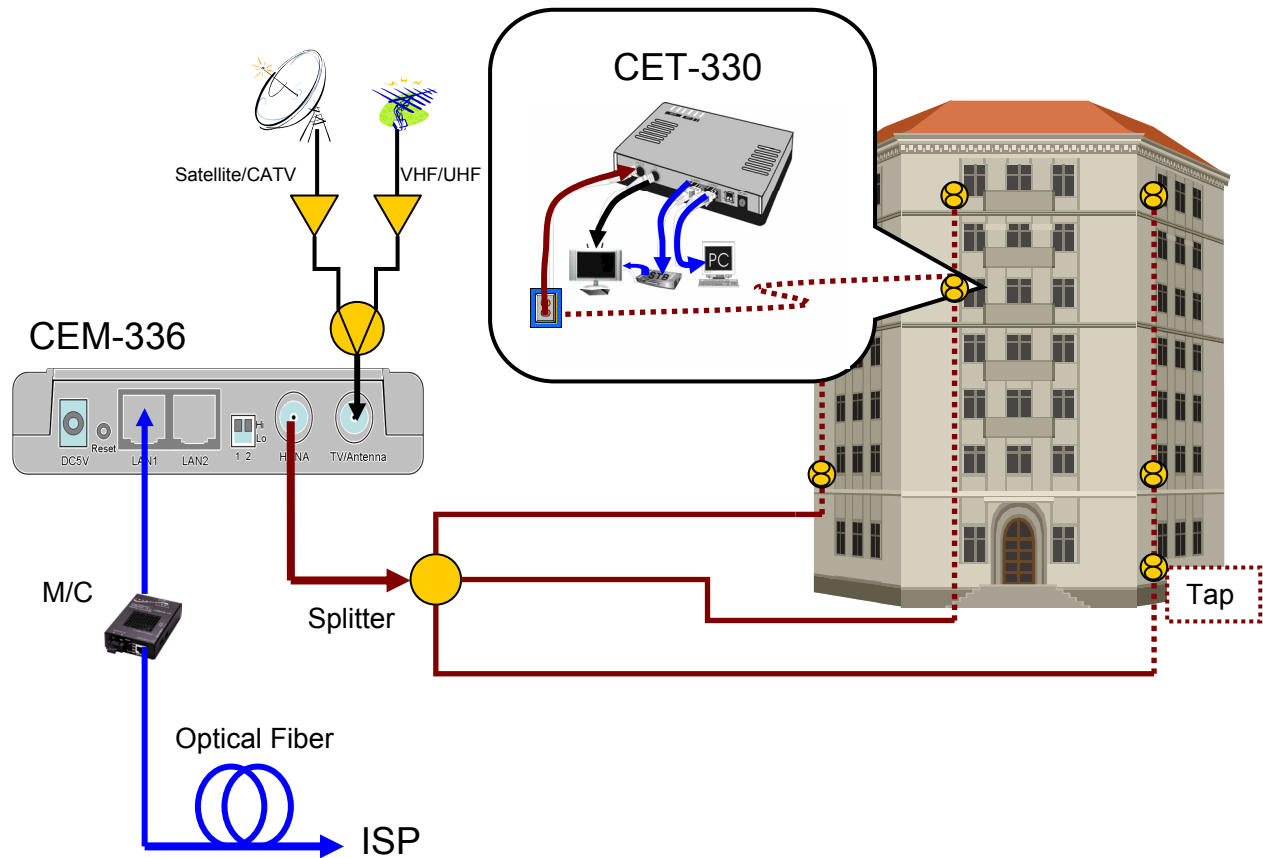 CET-330
Satellite/CATV
VHF/UHF
PC
STB
CEM-336
DC5V
Reset
LAN1
LAN2
Hi
Lo
1 2
TV/Antenna
M/C
Splitter
Tap
Optical Fiber
ISP